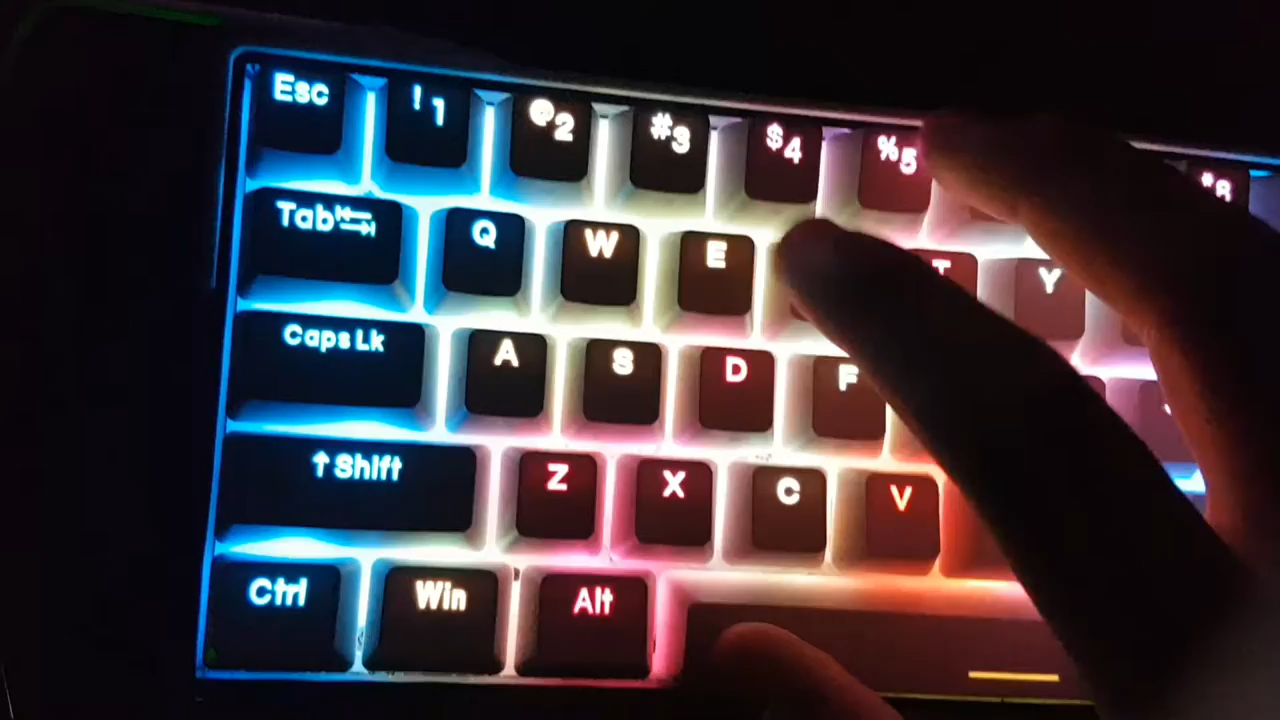 Esc ! 1 @ 2 # 3 $ 4 % 5 *
Tab Q W E T Y
Caps Lk A S D F
↑ Shift Z X C V
Ctrl Win Alt